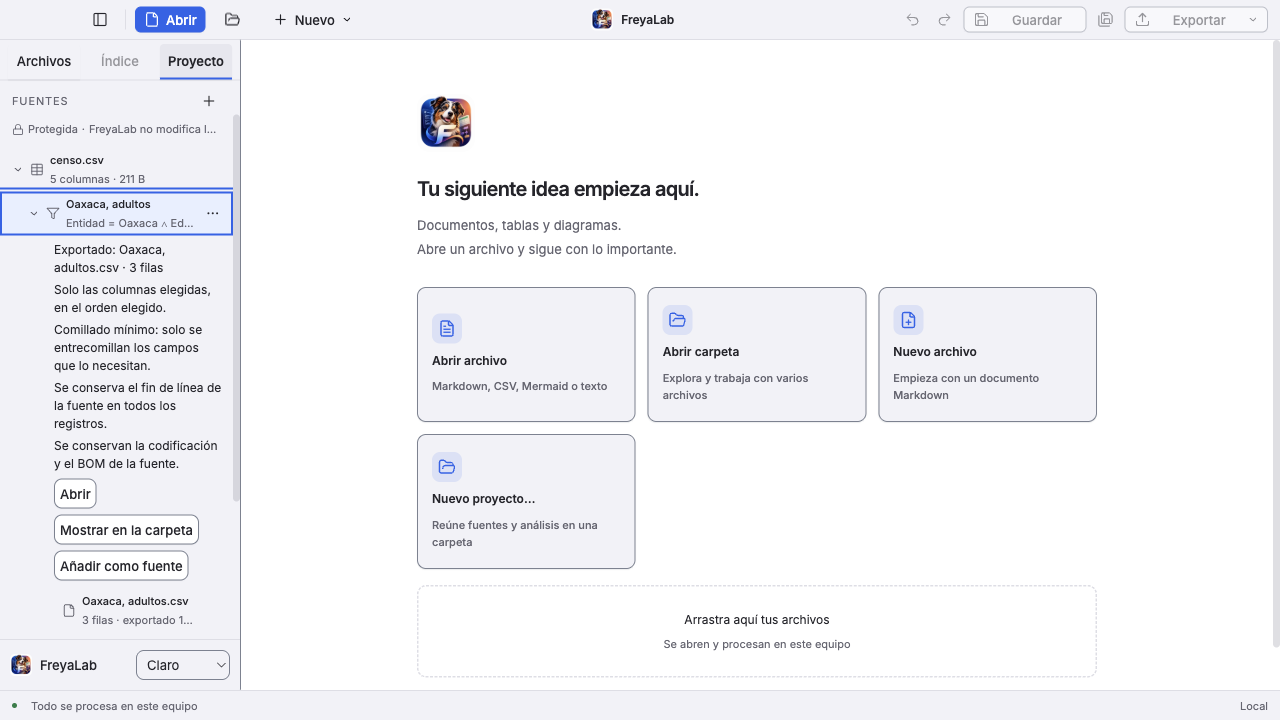 Abrir
Nuevo
FreyaLab
Guardar
Exportar
Archivos
Índice
Proyecto
FUENTES
Protegida · FreyaLab no modifica l...
censo.csv
5 columnas · 211 B
Oaxaca, adultos
Entidad = Oaxaca ∧ Ed...
Exportado: Oaxaca,
adultos.csv · 3 filas
Solo las columnas elegidas,
en el orden elegido.
Comillado mínimo: solo se
entrecomillan los campos
que lo necesitan.
Se conserva el fin de línea de
la fuente en todos los
registros.
Se conservan la codificación
y el BOM de la fuente.
Abrir
Mostrar en la carpeta
Añadir como fuente
Oaxaca, adultos.csv
3 filas · exportado 1...
FreyaLab
Claro
Tu siguiente idea empieza aquí.
Documentos, tablas y diagramas.
Abre un archivo y sigue con lo importante.
Abrir archivo
Markdown, CSV, Mermaid o texto
Abrir carpeta
Explora y trabaja con varios
archivos
Nuevo archivo
Empieza con un documento
Markdown
Nuevo proyecto...
Reúne fuentes y análisis en una
carpeta
Arrastra aquí tus archivos
Se abren y procesan en este equipo
Todo se procesa en este equipo
Local